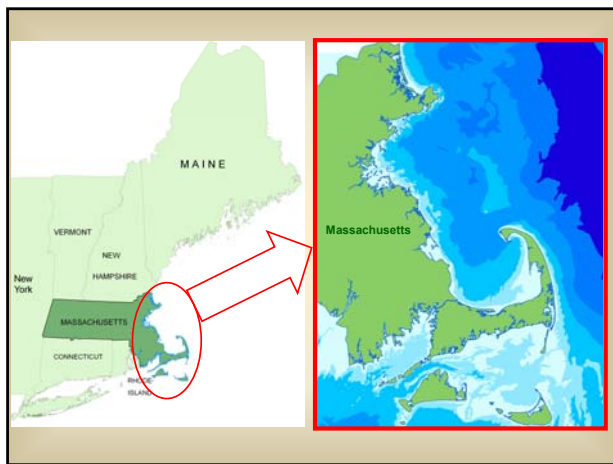 MAINE
VERMONT
NEW
HAMPSHIRE
New
York
MASSACHUSETTS
CONNECTICUT
RHODE
ISLAND
Massachusetts